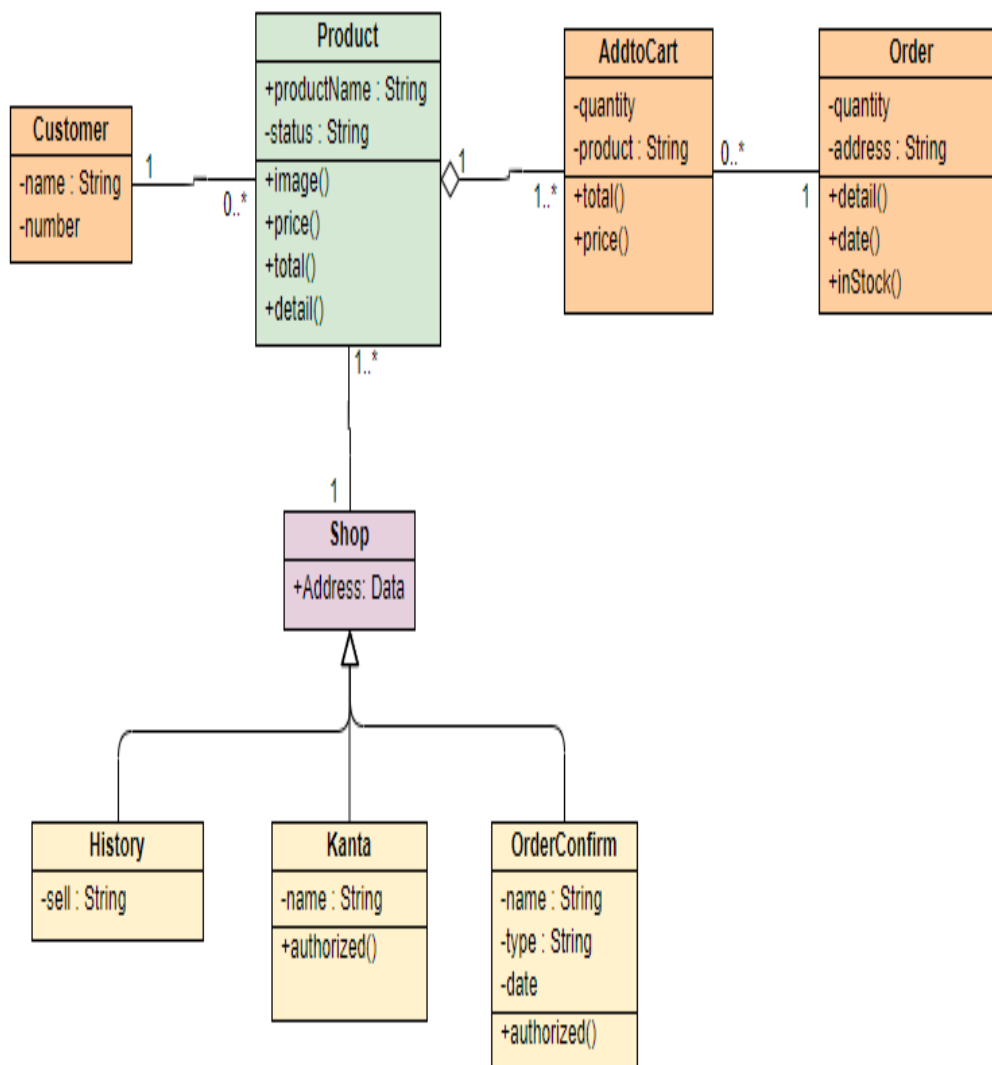 Product
+productName : String
-status : String
+image()
+price()
+total()
+detail()
AddtoCart
-quantity
-product : String
+total()
+price()
Order
-quantity
-address : String
+detail()
+date()
+inStock()
Customer
-name : String
-number
1
0..*
1
1..*
0..*
1
1..*
1
Shop
+Address: Data
History
-sell : String
Kanta
-name : String
+authorized()
OrderConfirm
-name : String
-type : String
-date
+authorized()